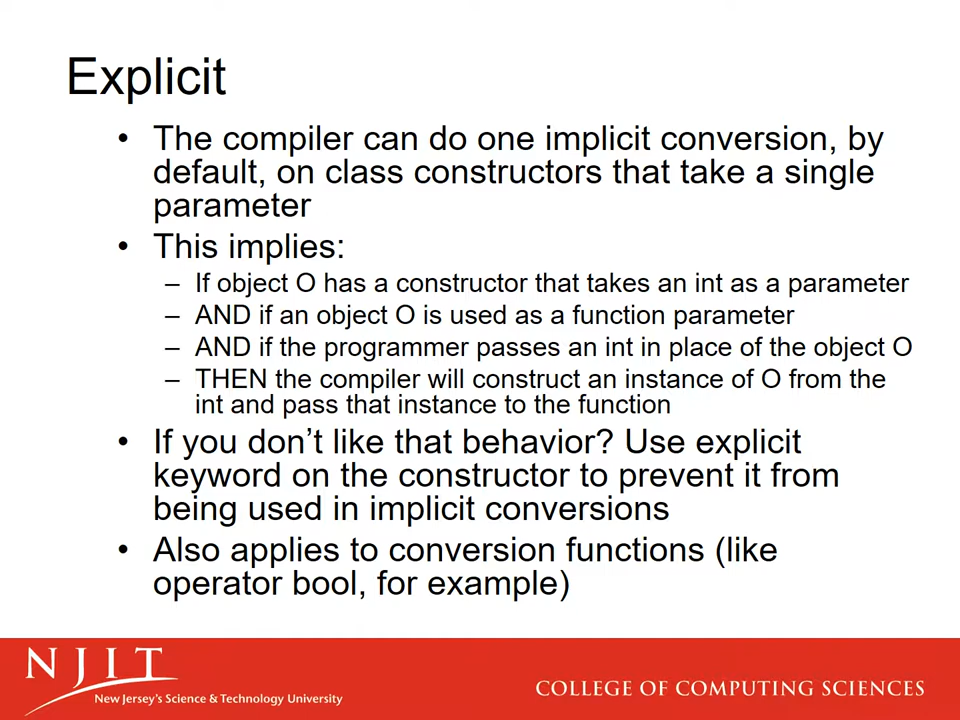 Explicit
• The compiler can do one implicit conversion, by
default, on class constructors that take a single
parameter
• This implies:
– If object O has a constructor that takes an int as a parameter
– AND if an object O is used as a function parameter
– AND if the programmer passes an int in place of the object O
– THEN the compiler will construct an instance of O from the
int and pass that instance to the function
• If you don’t like that behavior? Use explicit
keyword on the constructor to prevent it from
being used in implicit conversions
• Also applies to conversion functions (like
operator bool, for example)
NJIT
New Jersey's Science & Technology University
COLLEGE OF COMPUTING SCIENCES